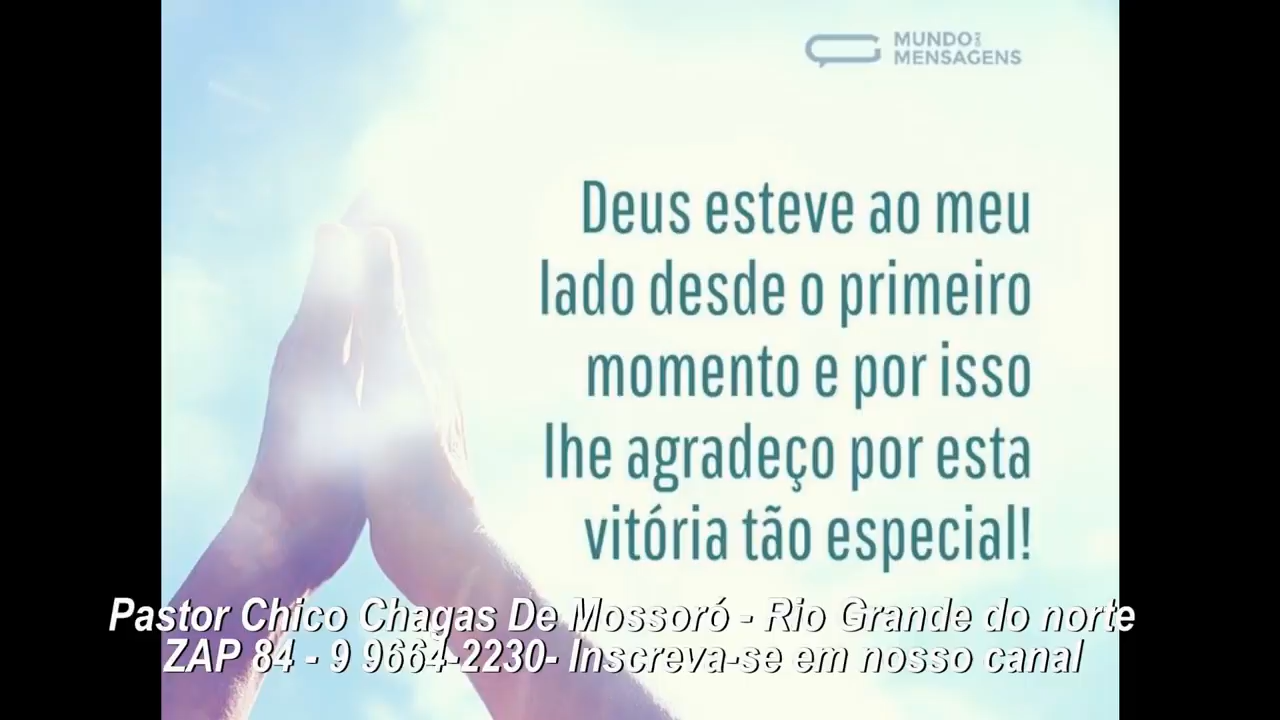 MUNDO DAS
MENSAGENS
Deus esteve ao meu
lado desde o primeiro
momento e por isso
lhe agradeço por esta
vitória tão especial!
Pastor Chico Chagas De Mossoró - Rio Grande do norte
ZAP 84 - 9 9664-2230- Inscreva-se em nosso canal